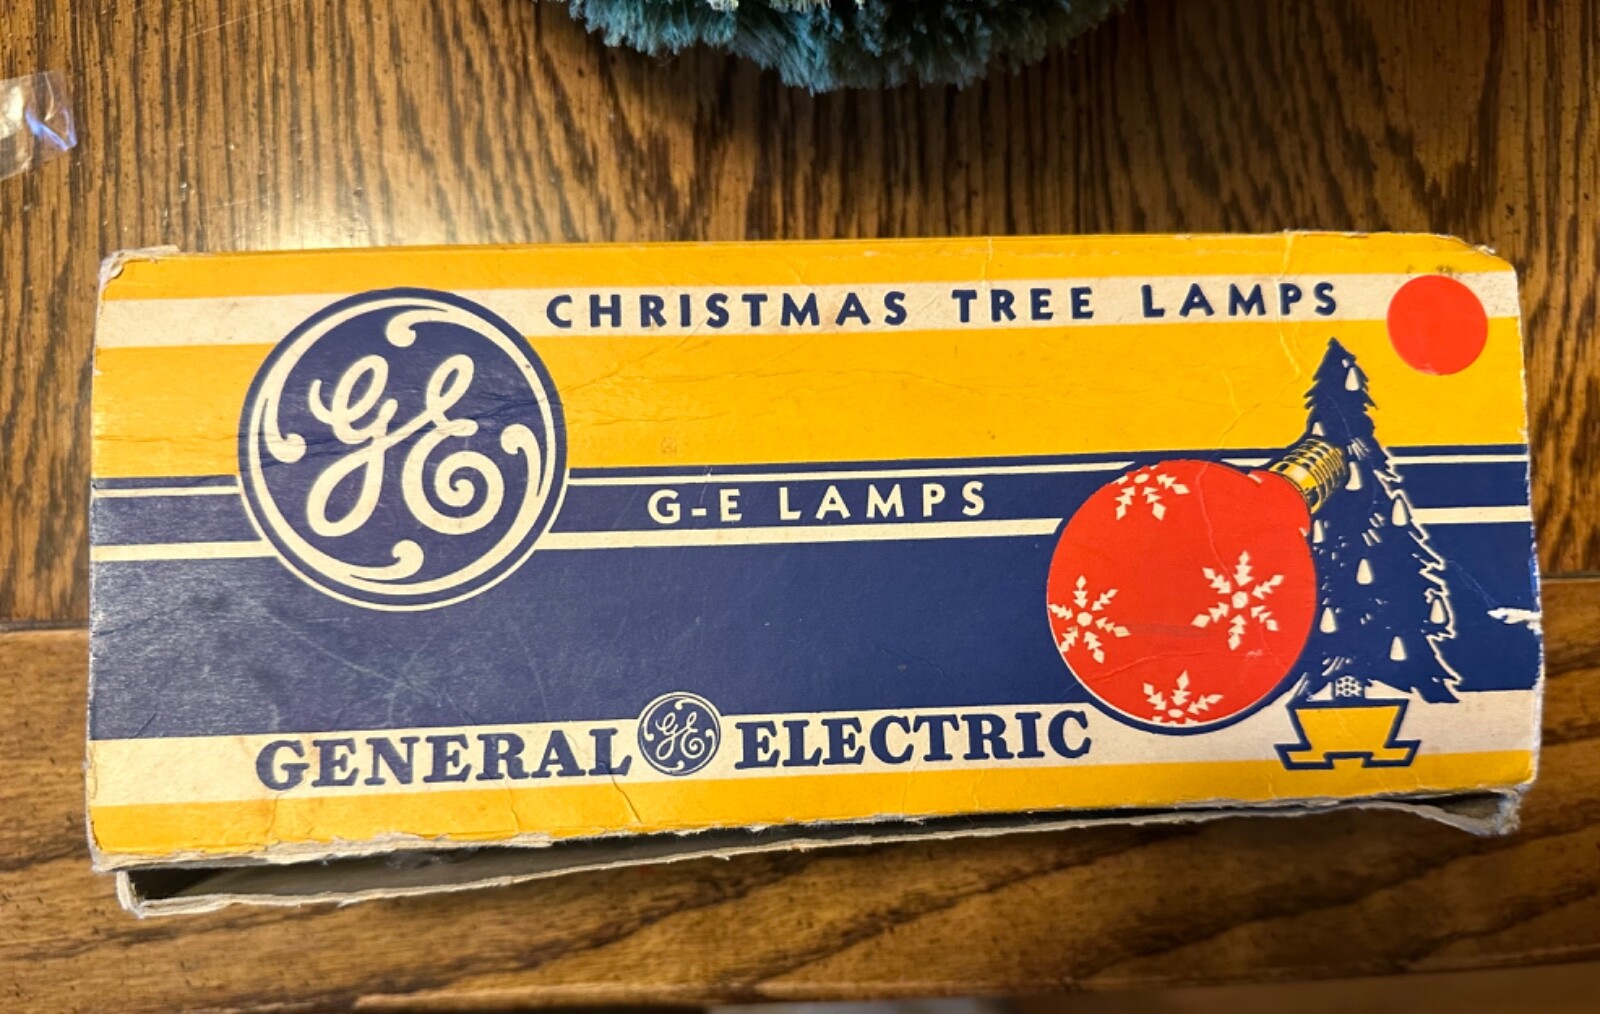 CHRISTMAS TREE LAMPS
GE
G-E LAMPS
GENERAL GE ELECTRIC